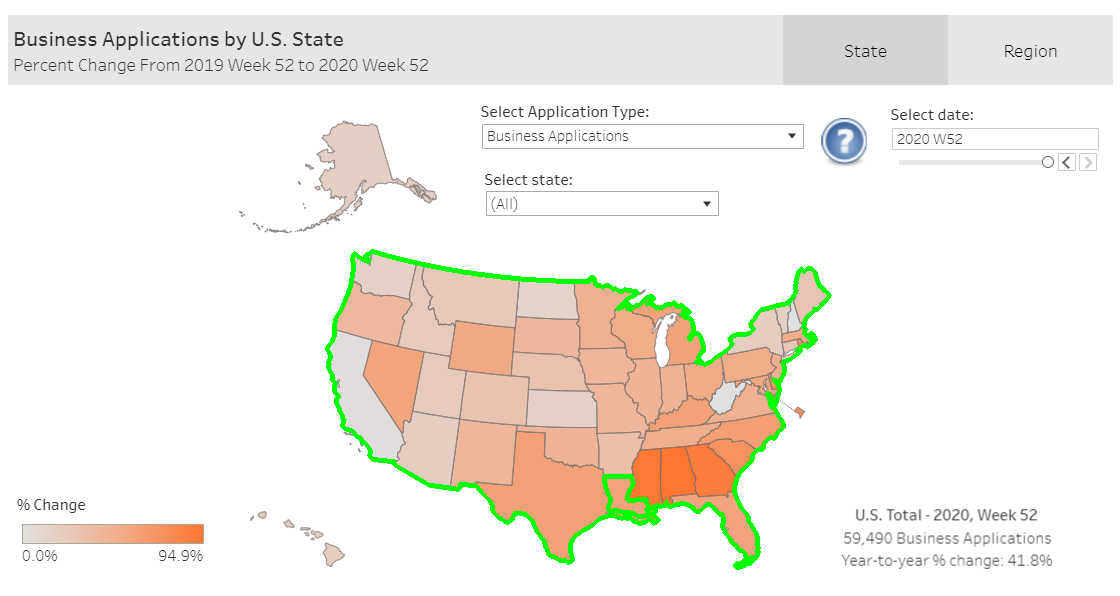 Business Applications by U.S. State
Percent Change From 2019 Week 52 to 2020 Week 52
State
Region
Select Application Type:
Business Applications
?
Select date:
2020 W52
Select state:
(All)
% Change
0.0%
94.9%
U.S. Total - 2020, Week 52
59,490 Business Applications
Year-to-year % change: 41.8%